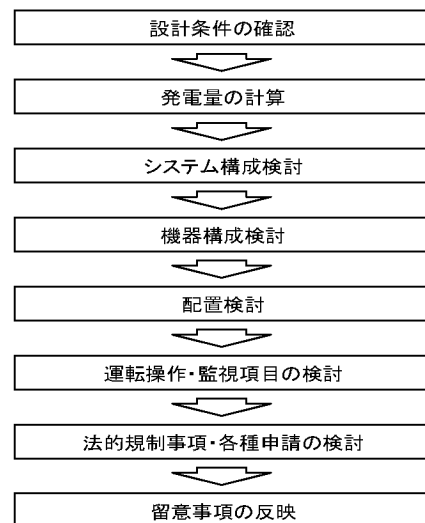 設計条件の確認
発電量の計算
システム構成検討
機器構成検討
配置検討
運転操作・監視項目の検討
法的規制事項・各種申請の検討
留意事項の反映